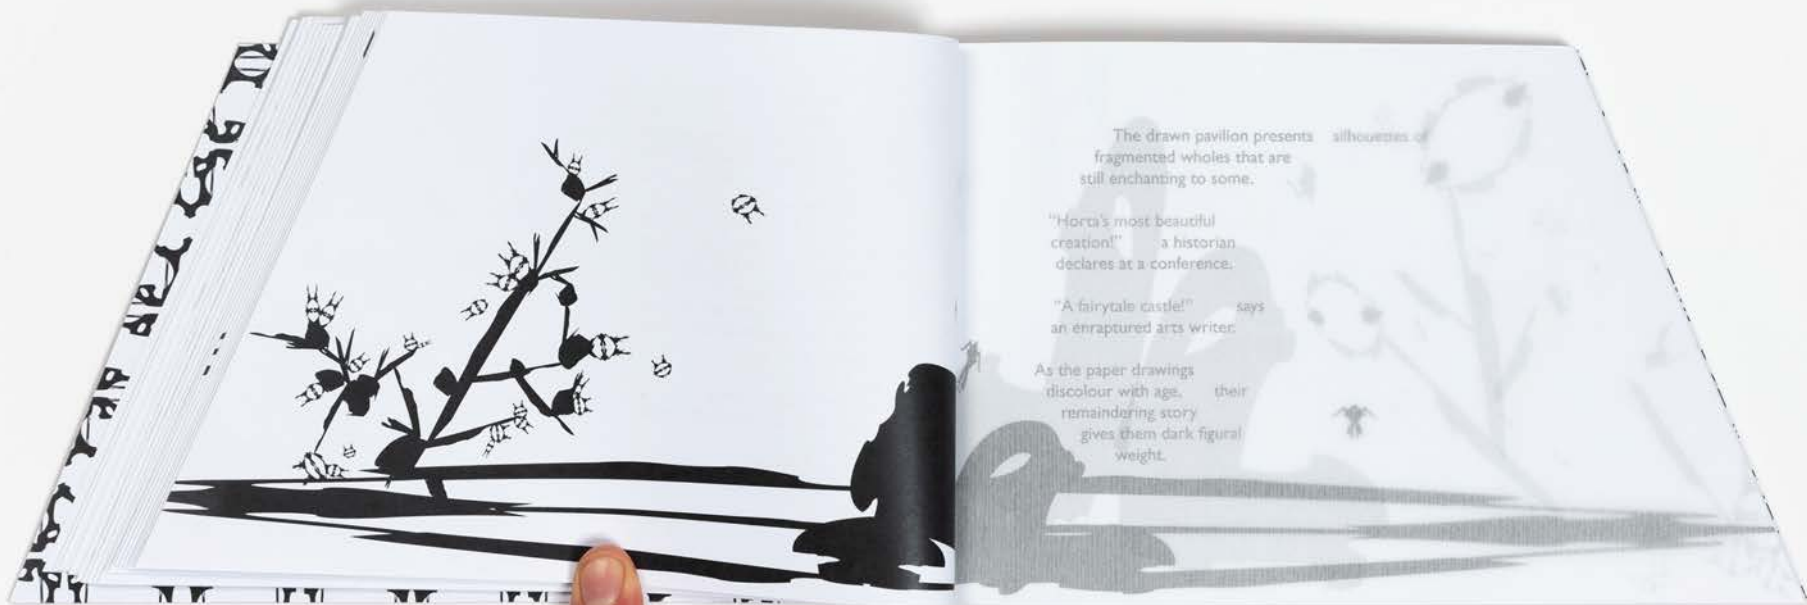 The drawn pavilion presents silhouettes of
fragmented wholes that are
still enchanting to some.
"Horta's most beautiful
creation!" a historian
declares at a conference.
"A fairytale castle!" says
an enraptured arts writer.
As the paper drawings
discolour with age, their
remaindering story
gives them dark figural
weight.